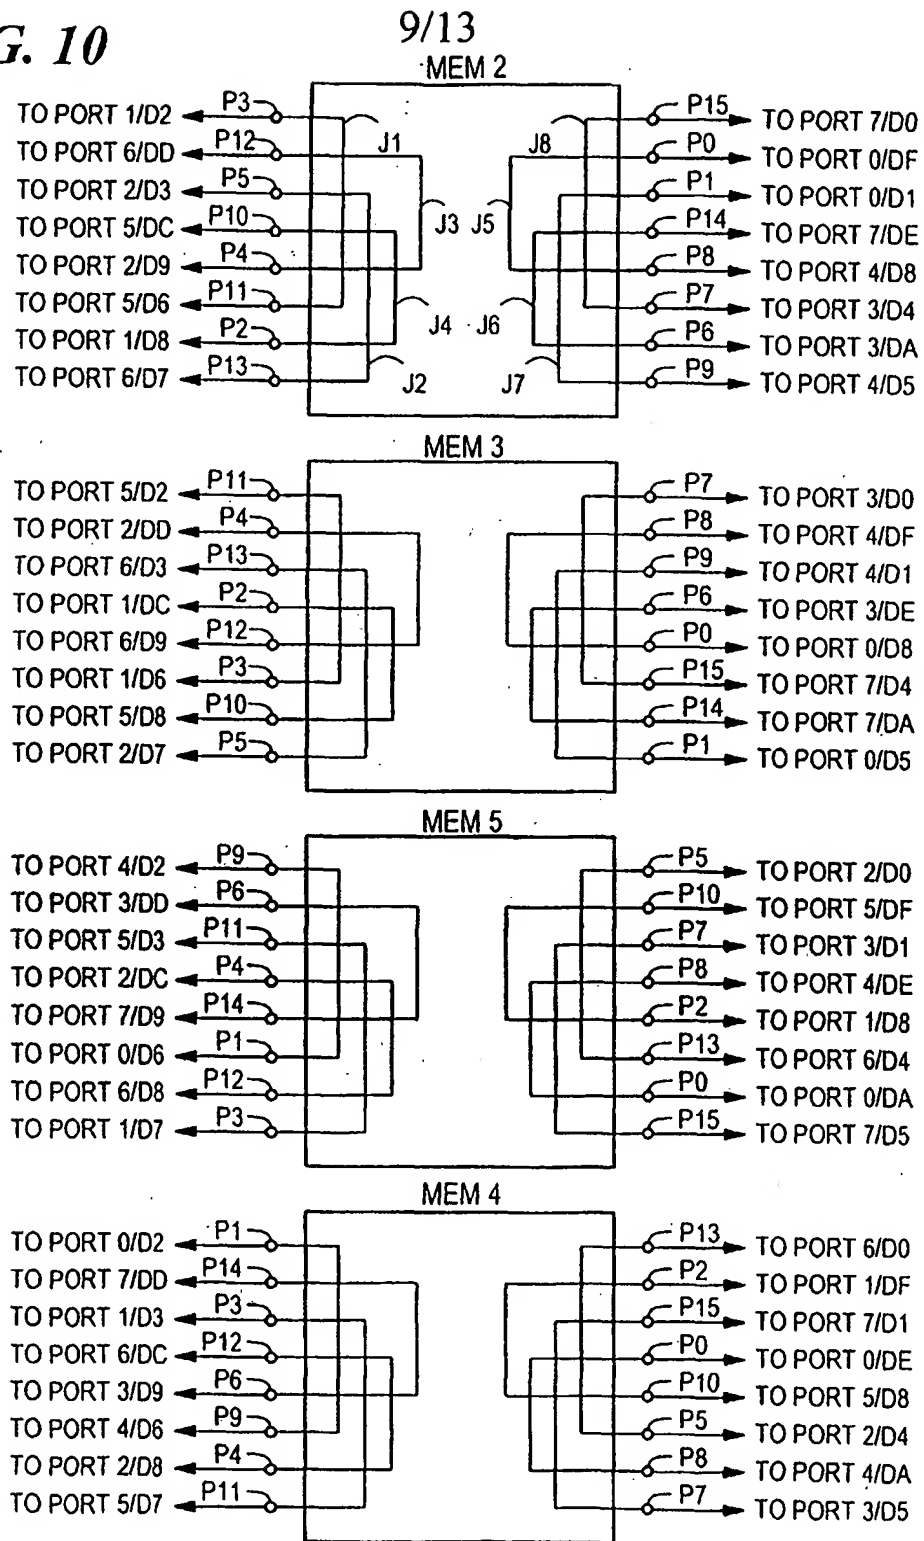 G. 10
9/13
MEM 2
TO PORT 1/D2 P3 P15 TO PORT 7/D0
TO PORT 6/DD P12 J1 J8 P0 TO PORT 0/DF
TO PORT 2/D3 P5 P1 TO PORT 0/D1
TO PORT 5/DC P10 J3 J5 P14 TO PORT 7/DE
TO PORT 2/D9 P4 P8 TO PORT 4/D8
TO PORT 5/D6 P11 P7 TO PORT 3/D4
TO PORT 1/D8 P2 J4 J6 P6 TO PORT 3/DA
TO PORT 6/D7 P13 J2 J7 P9 TO PORT 4/D5
MEM 3
TO PORT 5/D2 P11 P7 TO PORT 3/D0
TO PORT 2/DD P4 P8 TO PORT 4/DF
TO PORT 6/D3 P13 P9 TO PORT 4/D1
TO PORT 1/DC P2 P6 TO PORT 3/DE
TO PORT 6/D9 P12 P0 TO PORT 0/D8
TO PORT 1/D6 P3 P15 TO PORT 7/D4
TO PORT 5/D8 P10 P14 TO PORT 7/DA
TO PORT 2/D7 P5 P1 TO PORT 0/D5
MEM 5
TO PORT 4/D2 P9 P5 TO PORT 2/D0
TO PORT 3/DD P6 P10 TO PORT 5/DF
TO PORT 5/D3 P11 P7 TO PORT 3/D1
TO PORT 2/DC P4 P8 TO PORT 4/DE
TO PORT 7/D9 P14 P2 TO PORT 1/D8
TO PORT 0/D6 P1 P13 TO PORT 6/D4
TO PORT 6/D8 P12 P0 TO PORT 0/DA
TO PORT 1/D7 P3 P15 TO PORT 7/D5
MEM 4
TO PORT 0/D2 P1 P13 TO PORT 6/D0
TO PORT 7/DD P14 P2 TO PORT 1/DF
TO PORT 1/D3 P3 P15 TO PORT 7/D1
TO PORT 6/DC P12 P0 TO PORT 0/DE
TO PORT 3/D9 P6 P10 TO PORT 5/D8
TO PORT 4/D6 P9 P5 TO PORT 2/D4
TO PORT 2/D8 P4 P8 TO PORT 4/DA
TO PORT 5/D7 P11 P7 TO PORT 3/D5